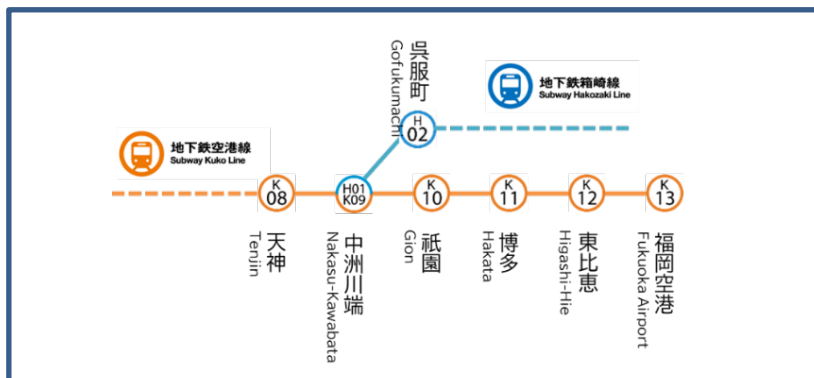 呉服町
Gofukumachi
地下鉄箱崎線
Subway Hakozaki Line
H
02
地下鉄空港線
Subway Kuko Line
K
08
H01
K09
K
10
K
11
K
12
K
13
天神
Tenjin
中洲川端
Nakasu-Kawabata
祇園
Gion
博多
Hakata
東比恵
Higashi-Hie
福岡空港
Fukuoka Airport